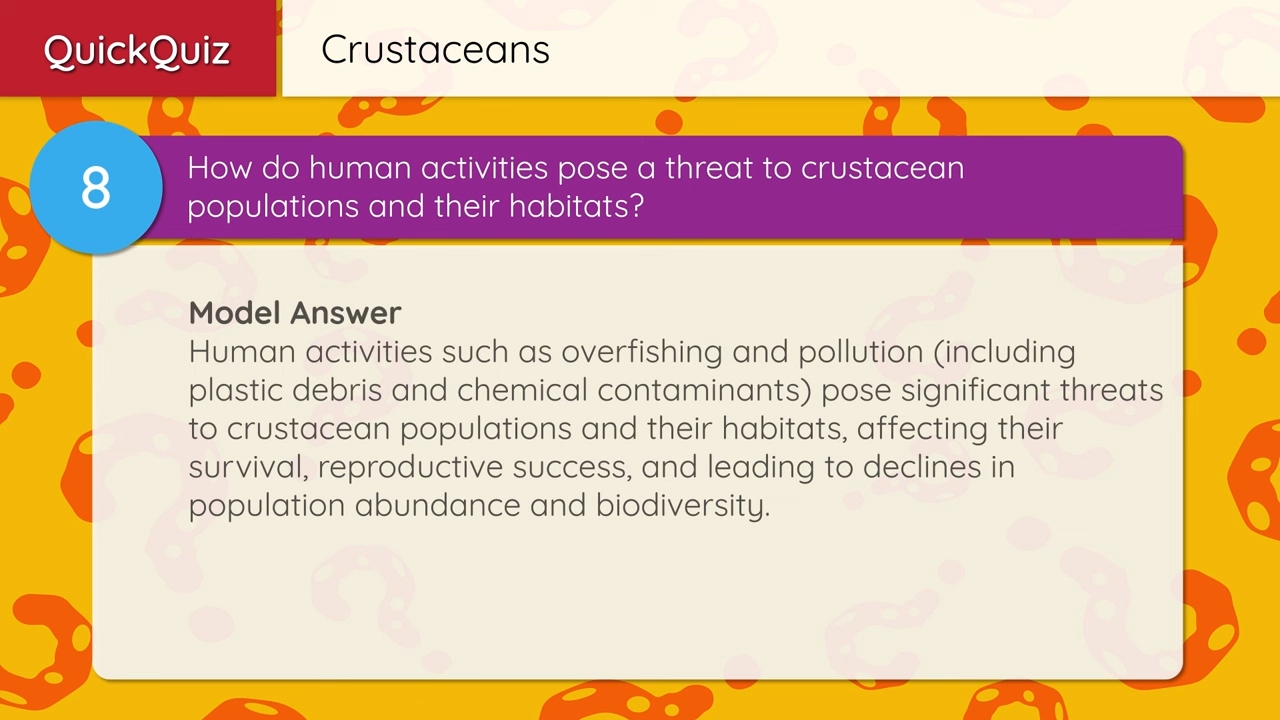 QuickQuiz
Crustaceans
8
How do human activities pose a threat to crustacean
populations and their habitats?
Model Answer
Human activities such as overfishing and pollution (including
plastic debris and chemical contaminants) pose significant threats
to crustacean populations and their habitats, affecting their
survival, reproductive success, and leading to declines in
population abundance and biodiversity.